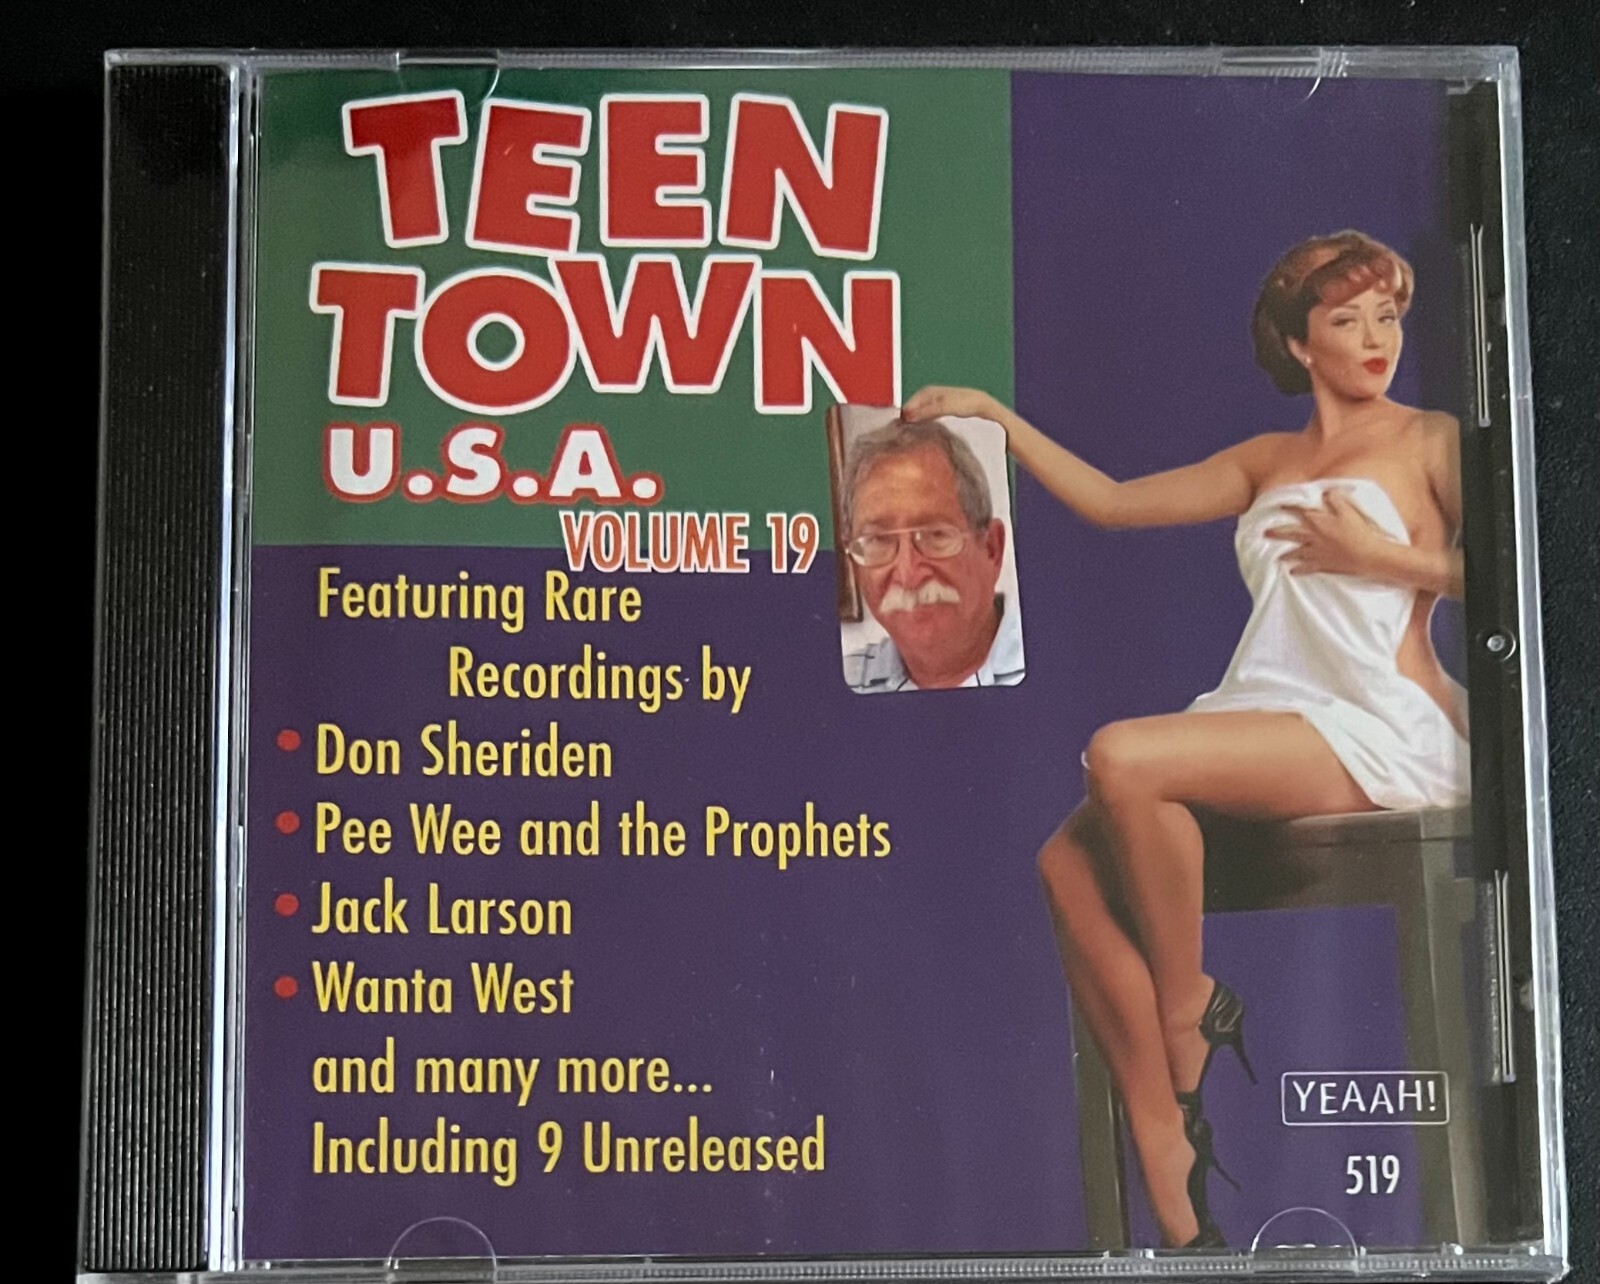 TEEN
TOWN
U.S.A.
VOLUME 19
Featuring Rare
Recordings by
• Don Sheriden
• Pee Wee and the Prophets
• Jack Larson
• Wanta West
and many more...
Including 9 Unreleased
YEAAH!
519